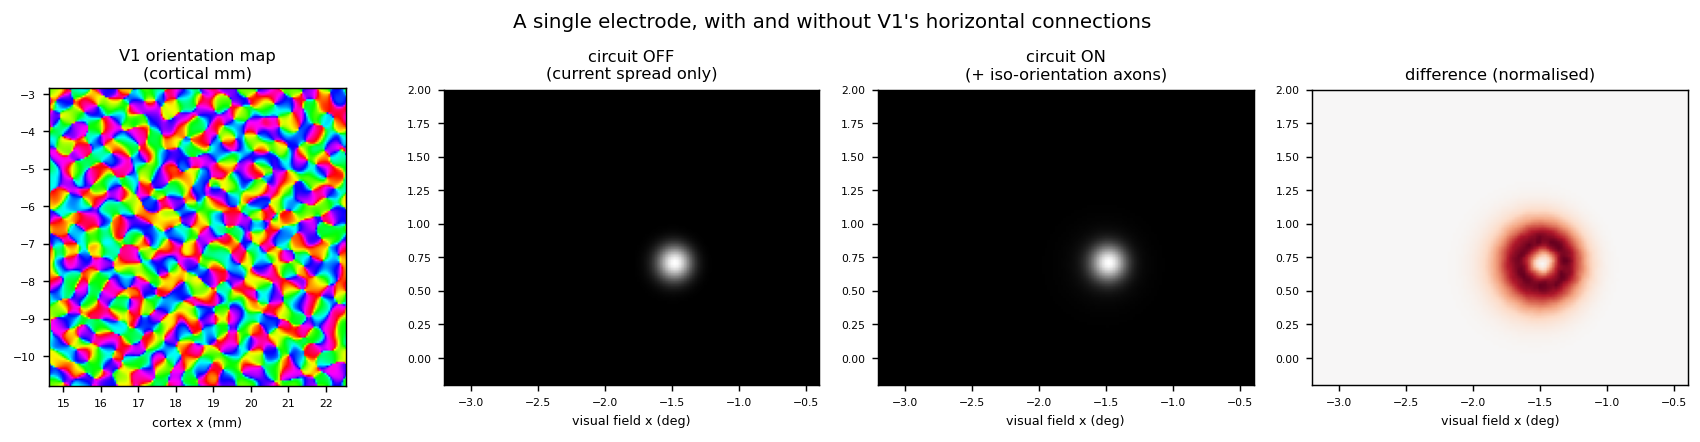 A single electrode, with and without V1's horizontal connections
V1 orientation map
(cortical mm)
−3
−4
−5
−6
−7
−8
−9
−10
15 16 17 18 19 20 21 22
cortex x (mm)
circuit OFF
(current spread only)
2.00
1.75
1.50
1.25
1.00
0.75
0.50
0.25
0.00
−3.0 −2.5 −2.0 −1.5 −1.0 −0.5
visual field x (deg)
circuit ON
(+ iso-orientation axons)
2.00
1.75
1.50
1.25
1.00
0.75
0.50
0.25
0.00
−3.0 −2.5 −2.0 −1.5 −1.0 −0.5
visual field x (deg)
difference (normalised)
2.00
1.75
1.50
1.25
1.00
0.75
0.50
0.25
0.00
−3.0 −2.5 −2.0 −1.5 −1.0 −0.5
visual field x (deg)